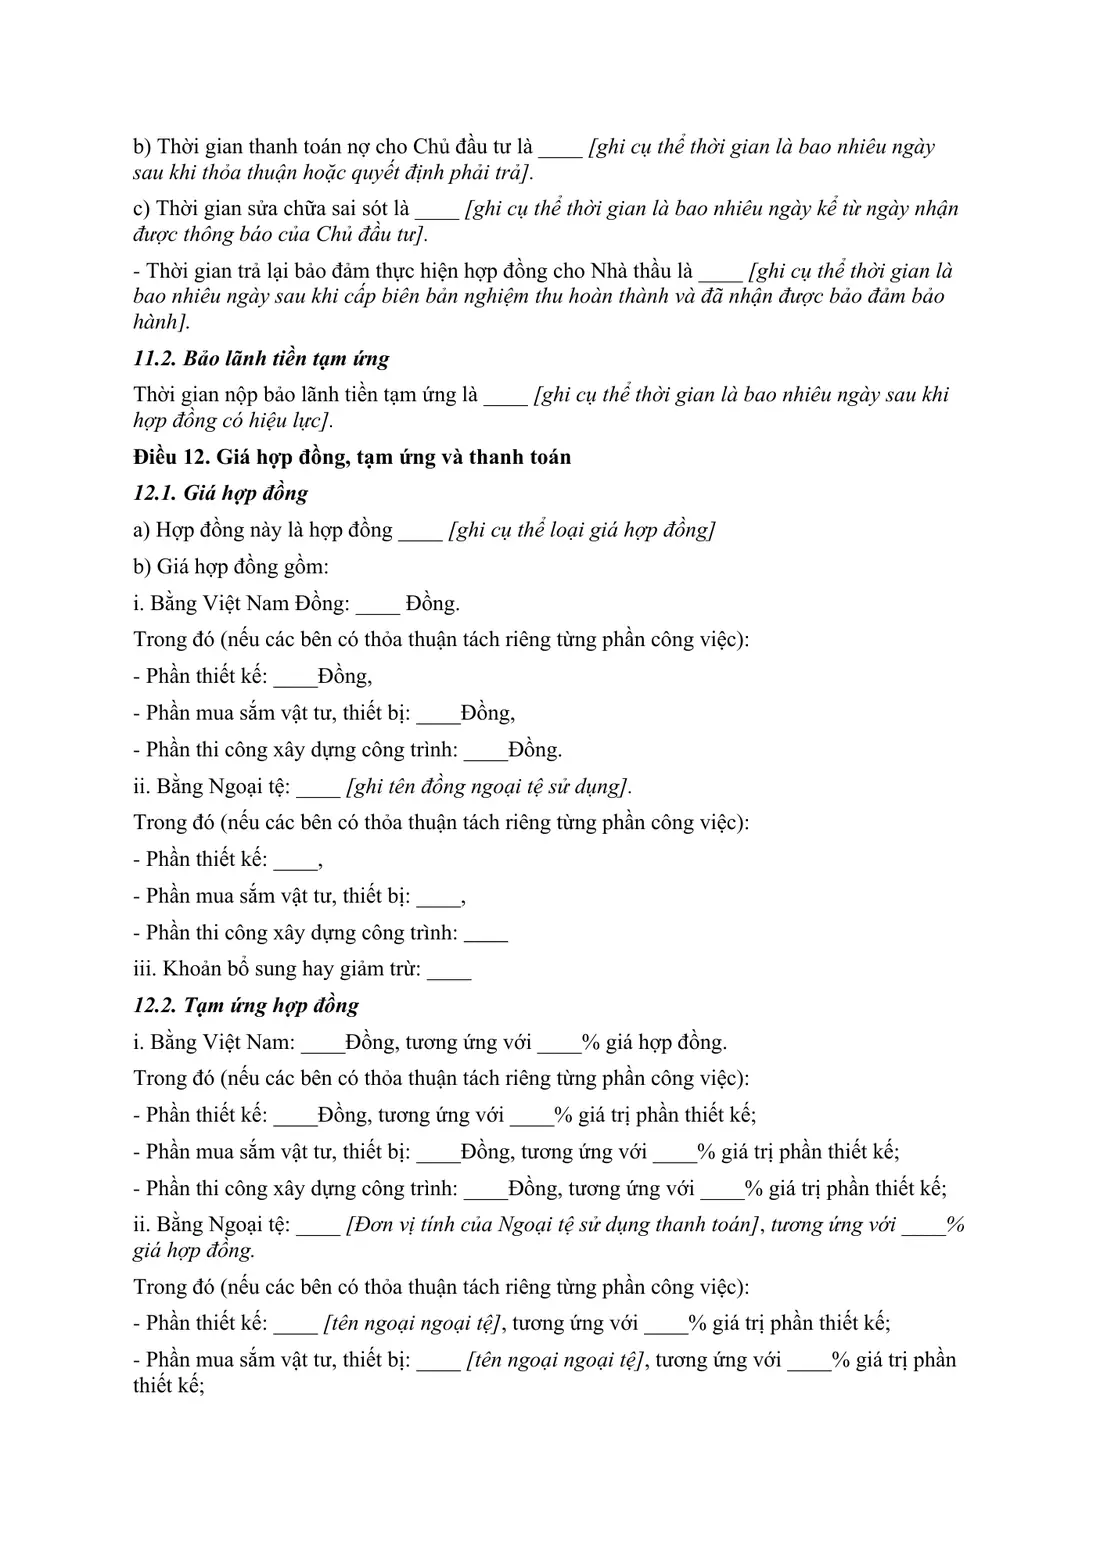 b) Thời gian thanh toán nợ cho Chủ đầu tư là ____ [ghi cụ thể thời gian là bao nhiêu ngày
sau khi thỏa thuận hoặc quyết định phải trả].
c) Thời gian sửa chữa sai sót là ____ [ghi cụ thể thời gian là bao nhiêu ngày kể từ ngày nhận
được thông báo của Chủ đầu tư].
- Thời gian trả lại bảo đảm thực hiện hợp đồng cho Nhà thầu là ____ [ghi cụ thể thời gian là
bao nhiêu ngày sau khi cấp biên bản nghiệm thu hoàn thành và đã nhận được bảo đảm bảo
hành].
11.2. Bảo lãnh tiền tạm ứng
Thời gian nộp bảo lãnh tiền tạm ứng là ____ [ghi cụ thể thời gian là bao nhiêu ngày sau khi
hợp đồng có hiệu lực].
Điều 12. Giá hợp đồng, tạm ứng và thanh toán
12.1. Giá hợp đồng
a) Hợp đồng này là hợp đồng ____ [ghi cụ thể loại giá hợp đồng]
b) Giá hợp đồng gồm:
i. Bằng Việt Nam Đồng: ____ Đồng.
Trong đó (nếu các bên có thỏa thuận tách riêng từng phần công việc):
- Phần thiết kế: ____Đồng,
- Phần mua sắm vật tư, thiết bị: ____Đồng,
- Phần thi công xây dựng công trình: ____Đồng.
ii. Bằng Ngoại tệ: ____ [ghi tên đồng ngoại tệ sử dụng].
Trong đó (nếu các bên có thỏa thuận tách riêng từng phần công việc):
- Phần thiết kế: ____,
- Phần mua sắm vật tư, thiết bị: ____,
- Phần thi công xây dựng công trình: ____
iii. Khoản bổ sung hay giảm trừ: ____
12.2. Tạm ứng hợp đồng
i. Bằng Việt Nam: ____Đồng, tương ứng với ____% giá hợp đồng.
Trong đó (nếu các bên có thỏa thuận tách riêng từng phần công việc):
- Phần thiết kế: ____Đồng, tương ứng với ____% giá trị phần thiết kế;
- Phần mua sắm vật tư, thiết bị: ____Đồng, tương ứng với ____% giá trị phần thiết kế;
- Phần thi công xây dựng công trình: ____Đồng, tương ứng với ____% giá trị phần thiết kế;
ii. Bằng Ngoại tệ: ____ [Đơn vị tính của Ngoại tệ sử dụng thanh toán], tương ứng với ____%
giá hợp đồng.
Trong đó (nếu các bên có thỏa thuận tách riêng từng phần công việc):
- Phần thiết kế: ____ [tên ngoại ngoại tệ], tương ứng với ____% giá trị phần thiết kế;
- Phần mua sắm vật tư, thiết bị: ____ [tên ngoại ngoại tệ], tương ứng với ____% giá trị phần
thiết kế;